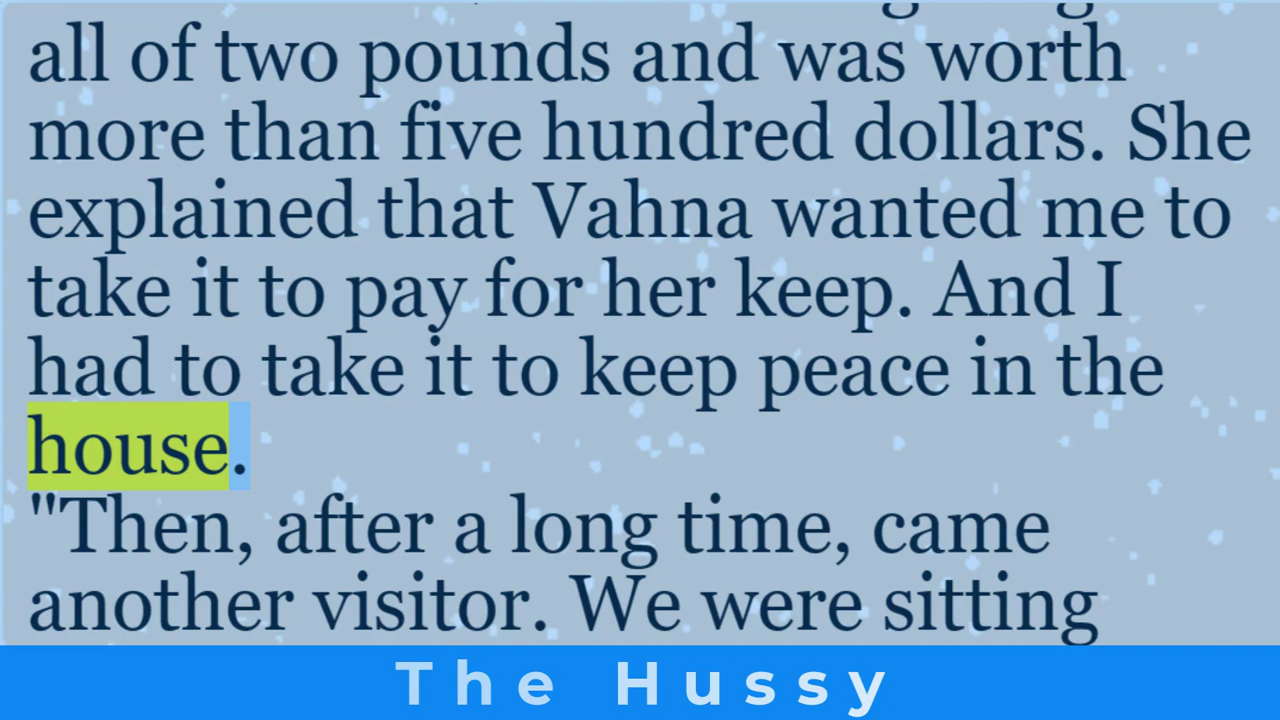 all of two pounds and was worth
more than five hundred dollars. She
explained that Vahna wanted me to
take it to pay for her keep. And I
had to take it to keep peace in the
house.
"Then, after a long time, came
another visitor. We were sitting
The Hussy